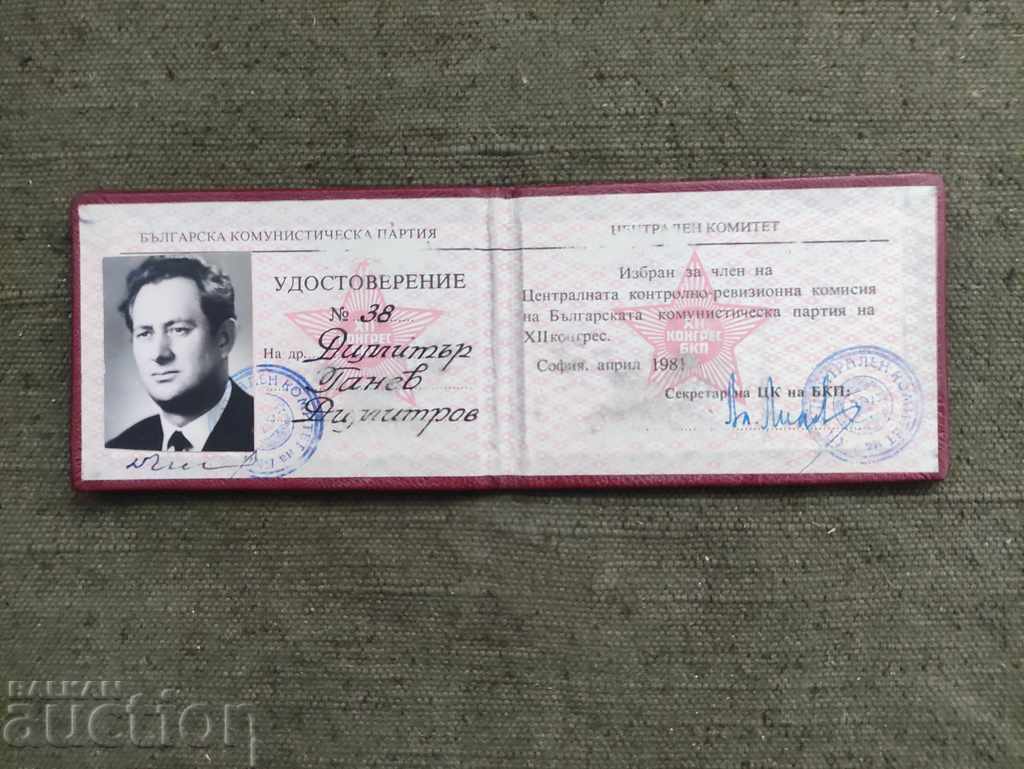 БЪЛГАРСКА КОМУНИСТИЧЕСКА ПАРТИЯ
УДОСТОВЕРЕНИЕ
№ 38
На др. Димитър
Ганев
Димитров
XII
КОНГРЕС
ЦЕНТРАЛЕН КОМИТЕТ
Избран за член на
Централната контролно-ревизионна комисия
на Българската комунистическа партия на
XII конгрес.
София, април 1981
Секретар на ЦК на БКП:
XII
КОНГРЕС
БКП
BALKAN
auction